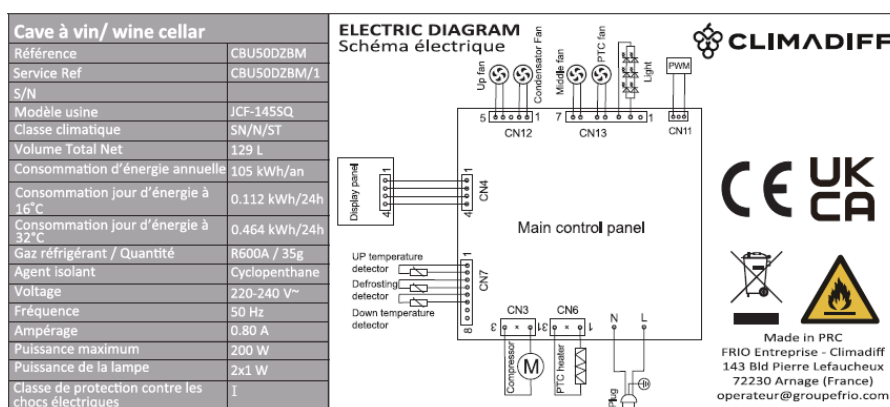 Cave à vin/ wine cellar
Référence CBU50DZBM
Service Ref CBU50DZBM/1
S/N
Modèle usine JCF-145SQ
Classe climatique SN/N/ST
Volume Total Net 129 L
Consommation d'énergie annuelle 105 kWh/an
Consommation jour d'énergie à 16°C 0.112 kWh/24h
Consommation jour d'énergie à 32°C 0.464 kWh/24h
Gaz réfrigérant / Quantité R600A / 35g
Agent isolant Cyclopenthane
Voltage 220-240 V~
Fréquence 50 Hz
Ampérage 0.80 A
Puissance maximum 200 W
Puissance de la lampe 2x1 W
Classe de protection contre les chocs électriques I
ELECTRIC DIAGRAM
Schéma électrique
Up fan
Condensator Fan
Middle fan
PTC fan
Light
PWM
5 1
CN12
7 1
CN13
CN11
Display panel
1
4
1
4
CN4
Main control panel
UP temperature
detector
Defrosting
detector
Down temperature
detector
1
8
CN7
CN3
3 1
Compressor
M
CN6
3 1
PTC heater
N L
Plug
CLIMADIFF
CE
UK
CA
Made in PRC
FRIO Entreprise - Climadiff
143 Bld Pierre Lefaucheux
72230 Arnage (France)
operateur@groupefrio.com